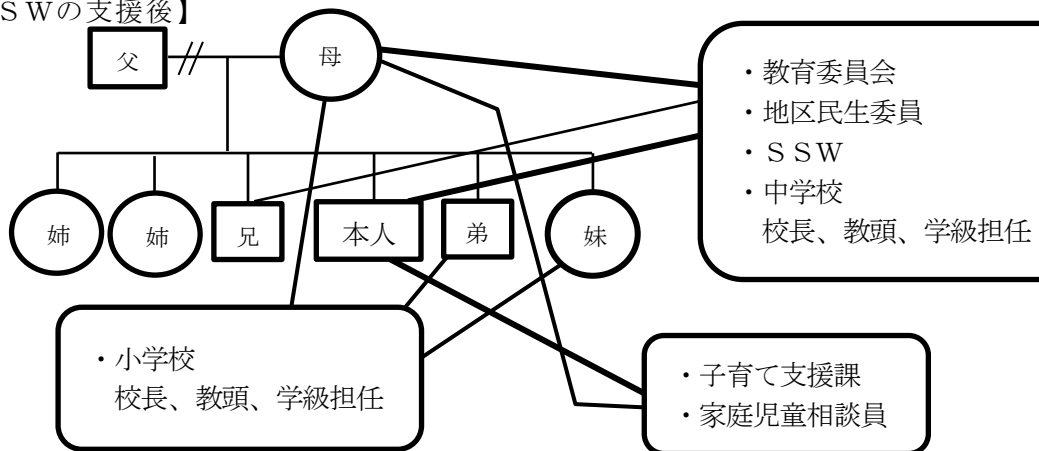 ＳＷの支援後】
父
母
姉
姉
兄
本人
弟
妹
・教育委員会
・地区民生委員
・ＳＳＷ
・中学校
校長、教頭、学級担任
・小学校
校長、教頭、学級担任
・子育て支援課
・家庭児童相談員